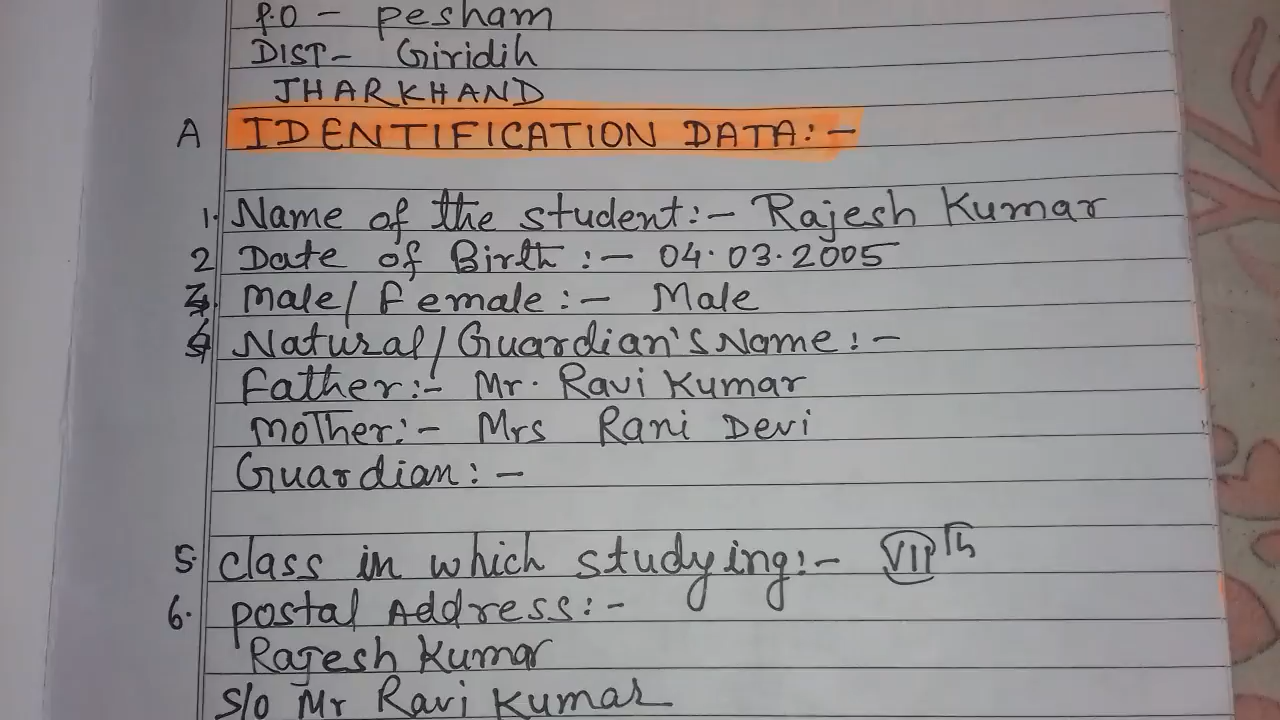 P.O - pesham
DIST- Giridih
JHARKHAND
A IDENTIFICATION DATA:-
1. Name of the student:- Rajesh Kumar
2 Date of Birth :- 04.03.2005
3. Male/Female:- Male
4 Natural/Guardian's Name:-
Father:- Mr. Ravi Kumar
Mother:- Mrs Rani Devi
Guardian:-
5. class in which studying:- VIIth
6. Postal Address:-
Rajesh Kumar
S/o Mr Ravi Kumar